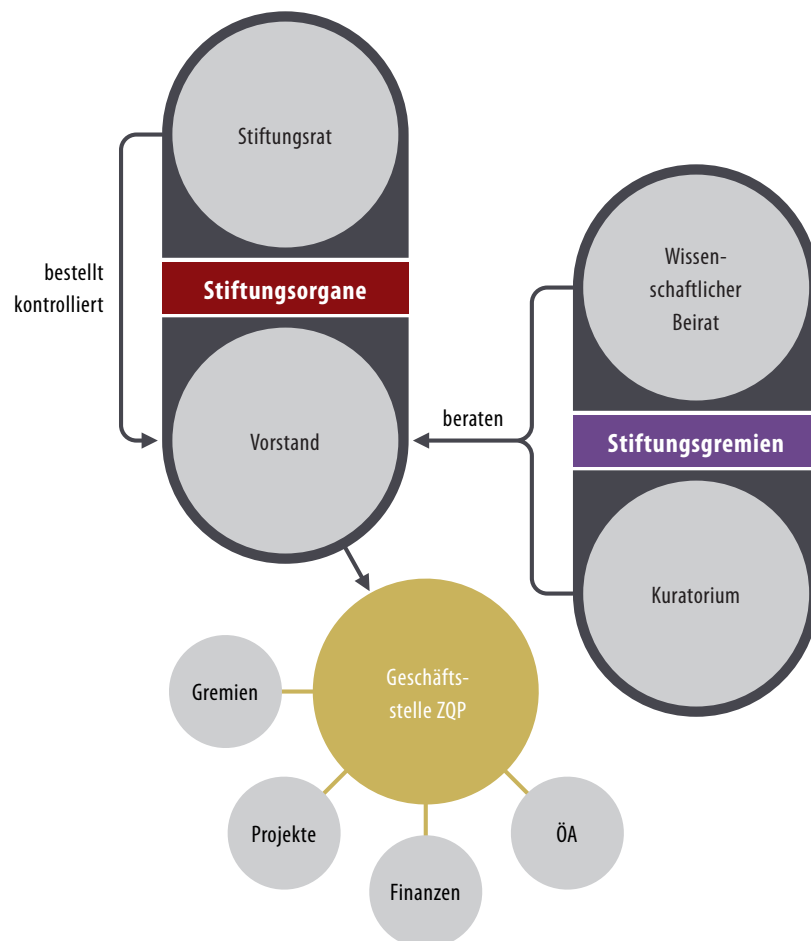 Stiftungsrat
bestellt
kontrolliert
Stiftungsorgane
Vorstand
beraten
Wissen-
schaftlicher
Beirat
Stiftungsgremien
Kuratorium
Geschäfts-
stelle ZQP
Gremien
Projekte
Finanzen
ÖA